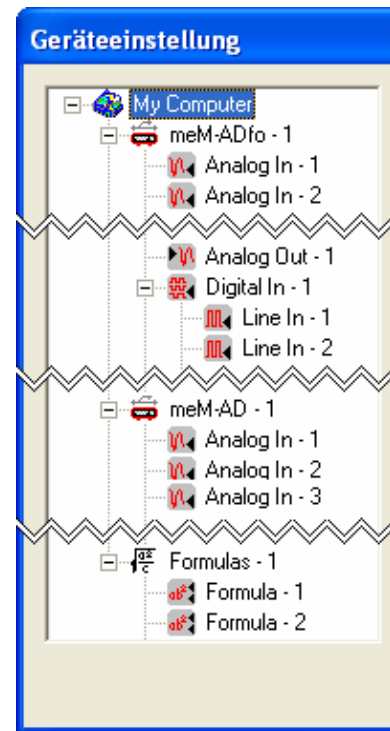 Geräteeinstellung
My Computer
meM-ADfo - 1
Analog In - 1
Analog In - 2
Analog Out - 1
Digital In - 1
Line In - 1
Line In - 2
meM-AD - 1
Analog In - 1
Analog In - 2
Analog In - 3
Formulas - 1
Formula - 1
Formula - 2